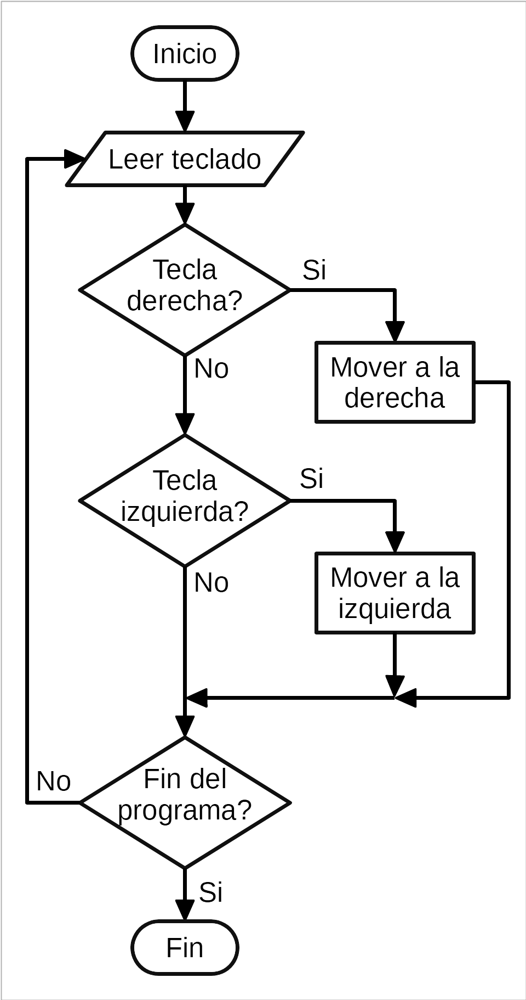 Inicio
Leer teclado
Tecla
derecha?
Si
No
Mover a la
derecha
Tecla
izquierda?
Si
No
Mover a la
izquierda
Fin del
programa?
No
Si
Fin